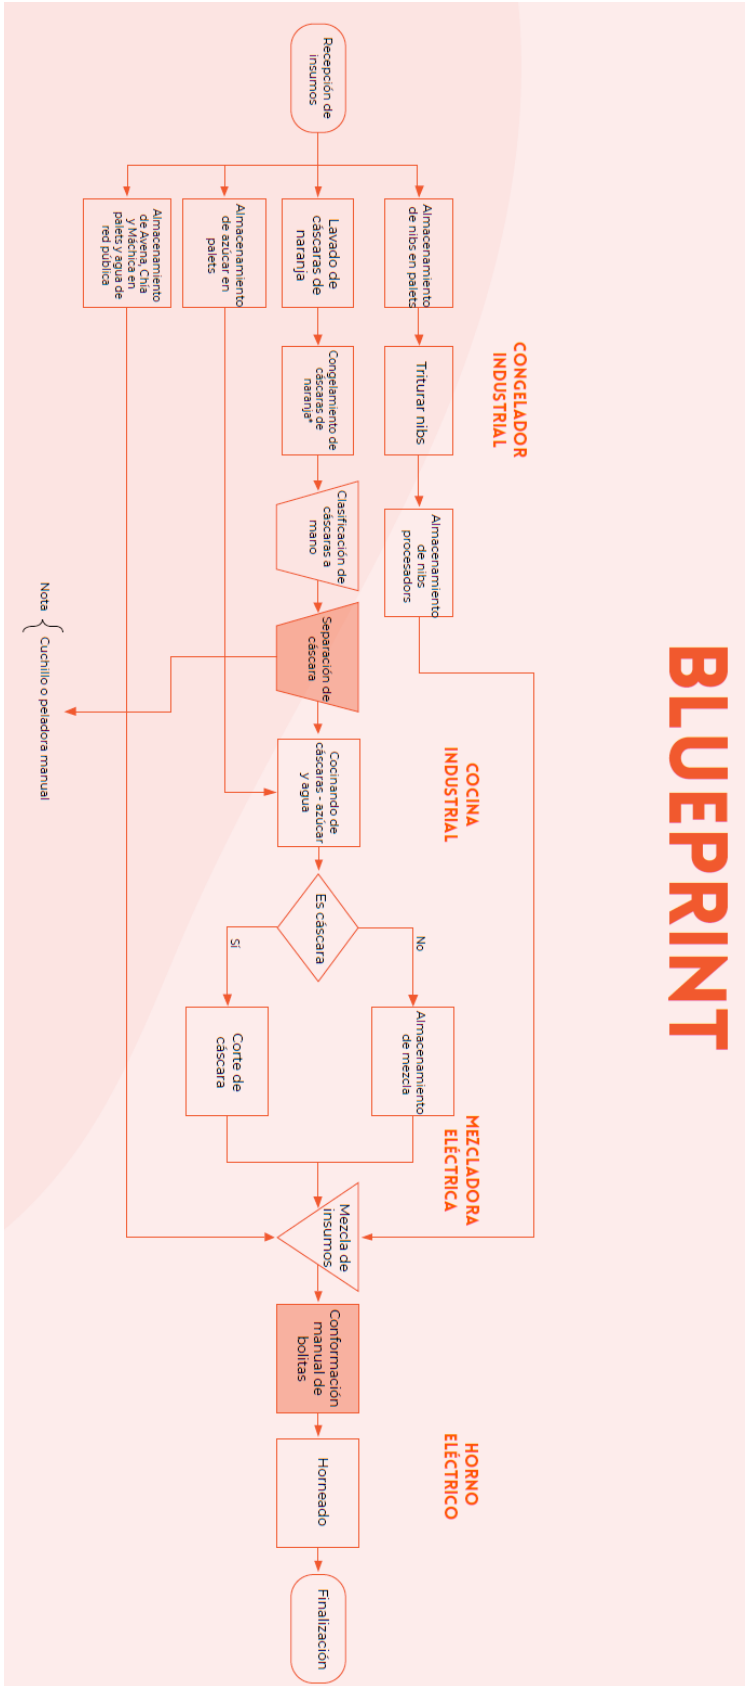 BLUEPRINT
CONGELADOR
INDUSTRIAL
COCINA
INDUSTRIAL
MEZCLADORA
ELÉCTRICA
HORNO
ELÉCTRICO
Recepción de
insumos
Almacenamiento
de nibs en palets
Triturar nibs
Almacenamiento
de nibs
procesadors
Lavado de
cáscaras de
naranja
Congelamiento de
cáscaras de
naranja*
Clasificación de
cáscaras a
mano
Separación de
cáscara
Cocinando de
cáscaras - azúcar
y agua
Es cáscara
No
Sí
Almacenamiento
de mezcla
Corte de
cáscara
Mezcla de
insumos
Conformación
manual de
bolitas
Horneado
Finalización
Almacenamiento
de azúcar en
palets
Almacenamiento
de Avena, Chía
y Máchica en
palets y agua de
red pública
Nota { Cuchillo o peladora manual